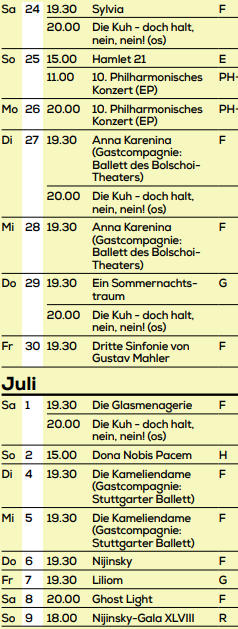 Sa 24 19.30 Sylvia F
20.00 Die Kuh - doch halt,
nein, nein! (os)
So 25 15.00 Hamlet 21 E
11.00 10. Philharmonisches PH-
Konzert (EP)
Mo 26 20.00 10. Philharmonisches PH-
Konzert (EP)
Di 27 19.30 Anna Karenina F
(Gastcompagnie:
Ballett des Bolschoi-
Theaters)
20.00 Die Kuh - doch halt,
nein, nein! (os)
Mi 28 19.30 Anna Karenina F
(Gastcompagnie:
Ballett des Bolschoi-
Theaters)
Do 29 19.30 Ein Sommernachts- G
traum
20.00 Die Kuh - doch halt,
nein, nein! (os)
Fr 30 19.30 Dritte Sinfonie von F
Gustav Mahler
Juli
Sa 1 19.30 Die Glasmenagerie F
20.00 Die Kuh - doch halt,
nein, nein! (os)
So 2 15.00 Dona Nobis Pacem H
Di 4 19.30 Die Kameliendame F
(Gastcompagnie:
Stuttgarter Ballett)
Mi 5 19.30 Die Kameliendame F
(Gastcompagnie:
Stuttgarter Ballett)
Do 6 19.30 Nijinsky F
Fr 7 19.30 Liliom G
Sa 8 20.00 Ghost Light F
So 9 18.00 Nijinsky-Gala XLVIII R